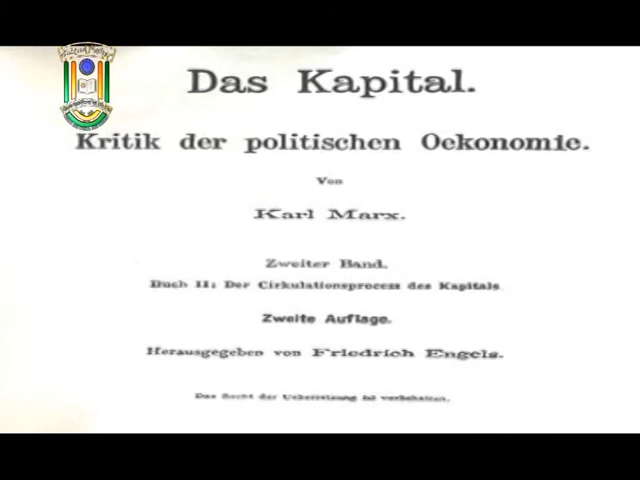 Das Kapital.
Kritik der politischen Oekonomie.
Von
Karl Marx.
Zweiter Band.
Buch II: Der Cirkulationsprocess des Kapitals
Zweite Auflage.
Herausgegeben von Friedrich Engels.
Das Recht der Uebersetzung ist vorbehalten.